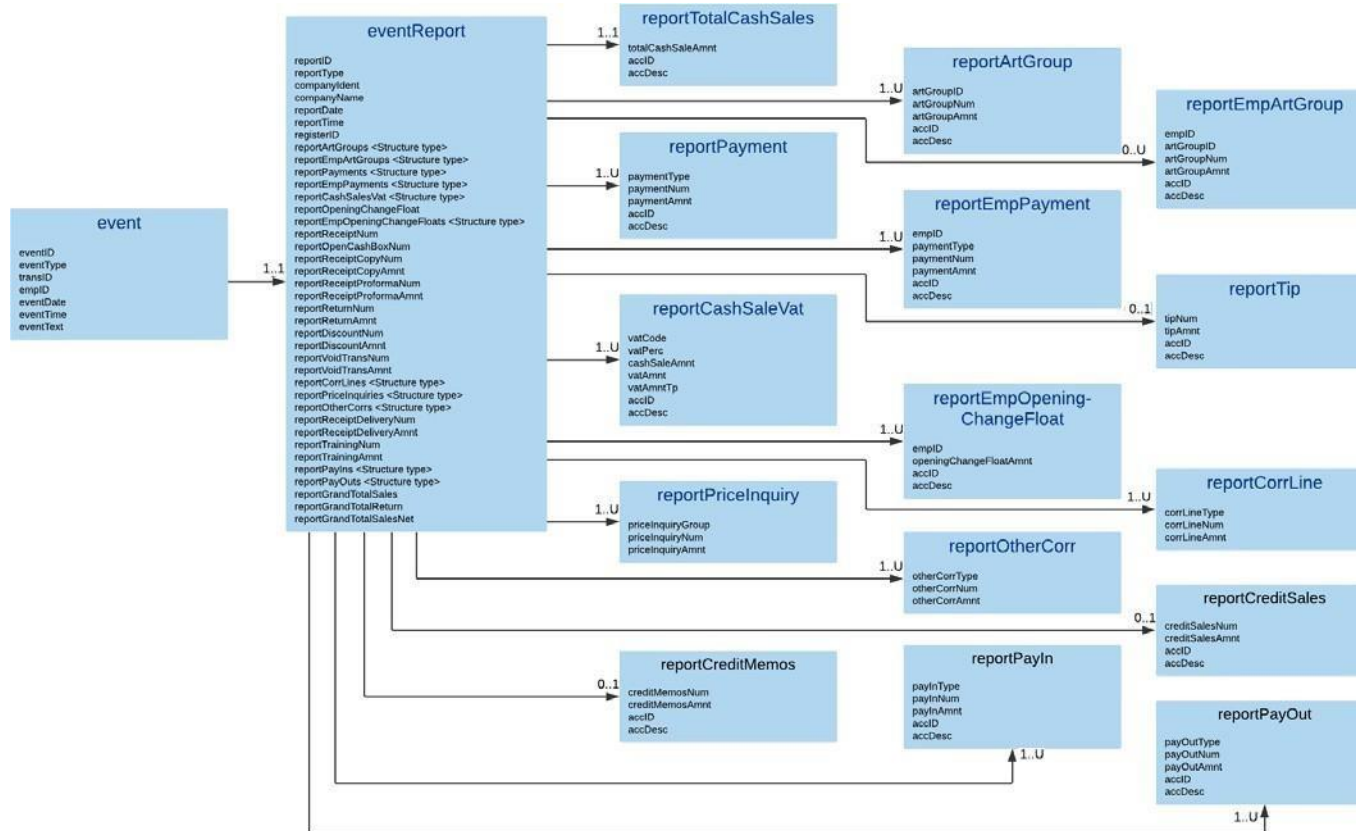 event
eventID
eventType
transID
empID
eventDate
eventTime
eventText
1..1
eventReport
reportID
reportType
companyIdent
companyName
reportDate
reportTime
registerID
reportArtGroups <Structure type>
reportEmpArtGroups <Structure type>
reportPayments <Structure type>
reportEmpPayments <Structure type>
reportCashSalesVat <Structure type>
reportOpeningChangeFloat
reportEmpOpeningChangeFloats <Structure type>
reportReceiptNum
reportOpenCashBoxNum
reportReceiptCopyNum
reportReceiptCopyAmnt
reportReceiptProformaNum
reportReceiptProformaAmnt
reportReturnNum
reportReturnAmnt
reportDiscountNum
reportDiscountAmnt
reportVoidTransNum
reportVoidTransAmnt
reportCorrLines <Structure type>
reportPriceInquiries <Structure type>
reportOtherCorrs <Structure type>
reportReceiptDeliveryNum
reportReceiptDeliveryAmnt
reportTrainingNum
reportTrainingAmnt
reportPayIns <Structure type>
reportPayOuts <Structure type>
reportGrandTotalSales
reportGrandTotalReturn
reportGrandTotalSalesNet
1..1
reportTotalCashSales
totalCashSaleAmnt
accID
accDesc
1..U
reportPayment
paymentType
paymentNum
paymentAmnt
accID
accDesc
1..U
reportCashSaleVat
vatCode
vatPerc
cashSaleAmnt
vatAmnt
vatAmntTp
accID
accDesc
1..U
reportPriceInquiry
priceInquiryGroup
priceInquiryNum
priceInquiryAmnt
0..1
reportCreditMemos
creditMemosNum
creditMemosAmnt
accID
accDesc
1..U
reportArtGroup
artGroupID
artGroupNum
artGroupAmnt
accID
accDesc
1..U
reportEmpPayment
empID
paymentType
paymentNum
paymentAmnt
accID
accDesc
1..U
reportEmpOpening-
ChangeFloat
empID
openingChangeFloatAmnt
accID
accDesc
1..U
reportOtherCorr
otherCorrType
otherCorrNum
otherCorrAmnt
reportPayIn
payInType
payInNum
payInAmnt
accID
accDesc
1..U
0..U
reportEmpArtGroup
empID
artGroupID
artGroupNum
artGroupAmnt
accID
accDesc
0..1
reportTip
tipNum
tipAmnt
accID
accDesc
1..U
reportCorrLine
corrLineType
corrLineNum
corrLineAmnt
0..1
reportCreditSales
creditSalesNum
creditSalesAmnt
accID
accDesc
reportPayOut
payOutType
payOutNum
payOutAmnt
accID
accDesc
1..U